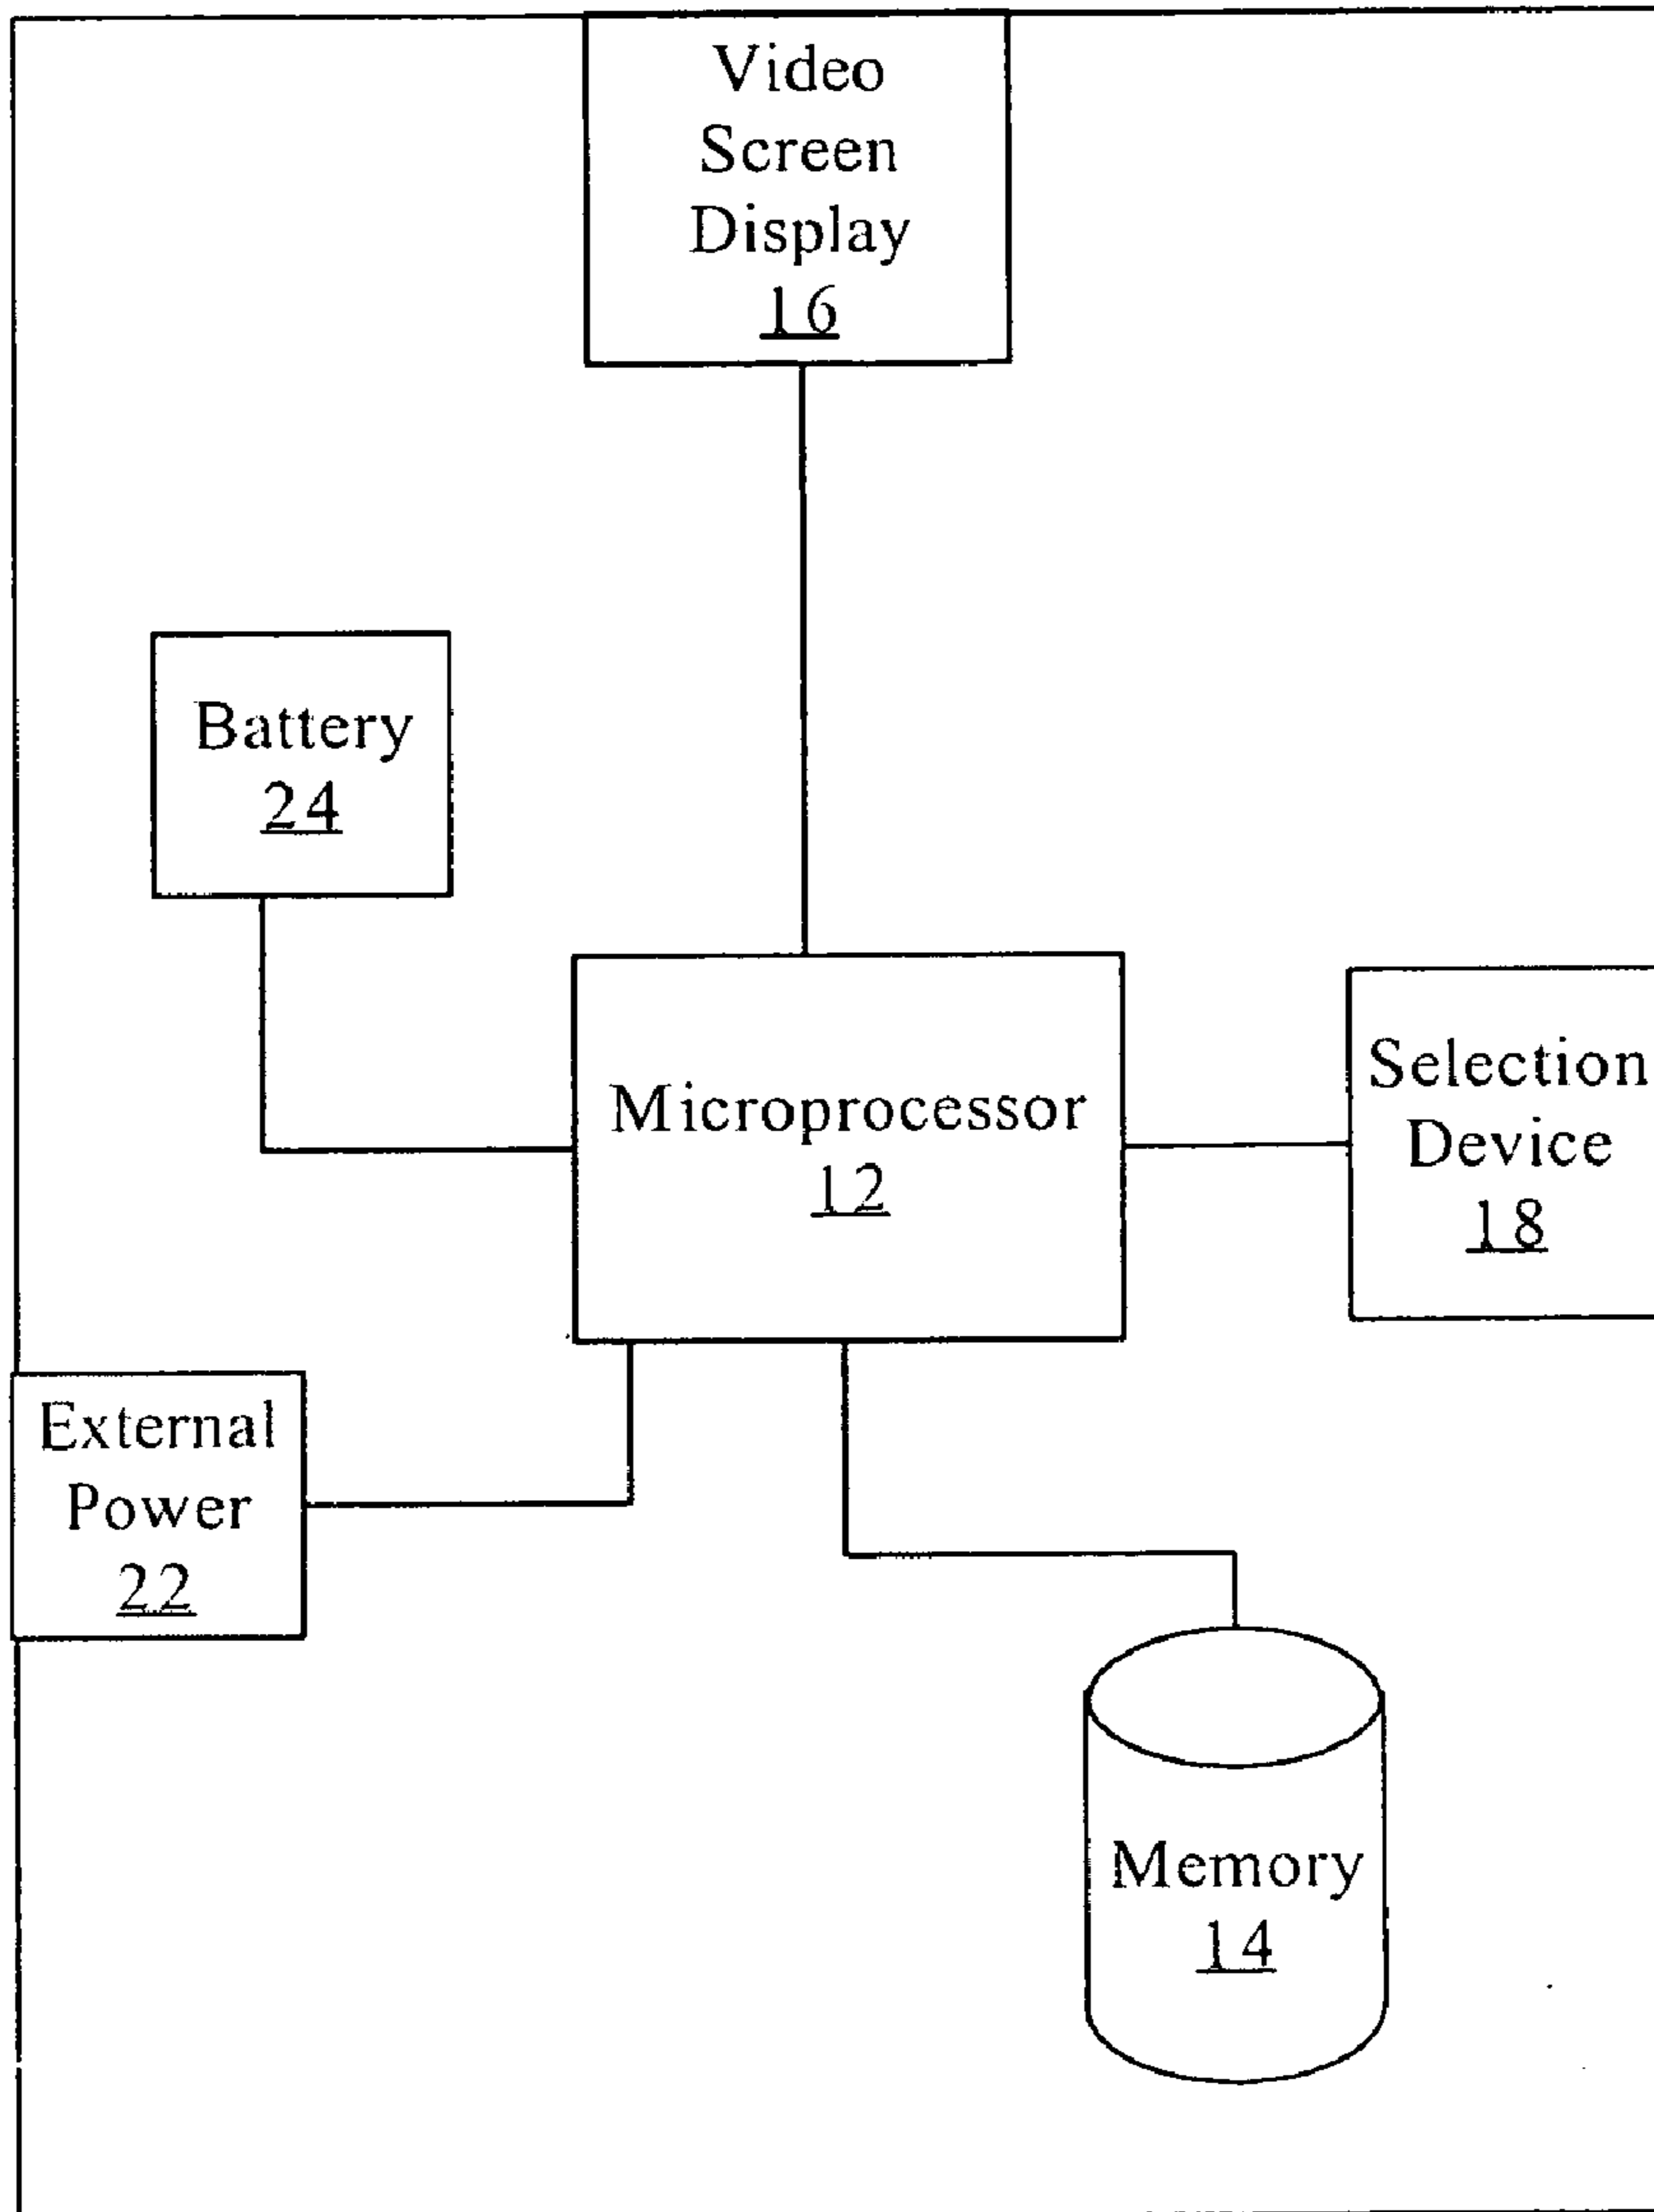 Video
Screen
Display
16
Battery
24
Microprocessor
12
Selection
Device
18
External
Power
22
Memory
14